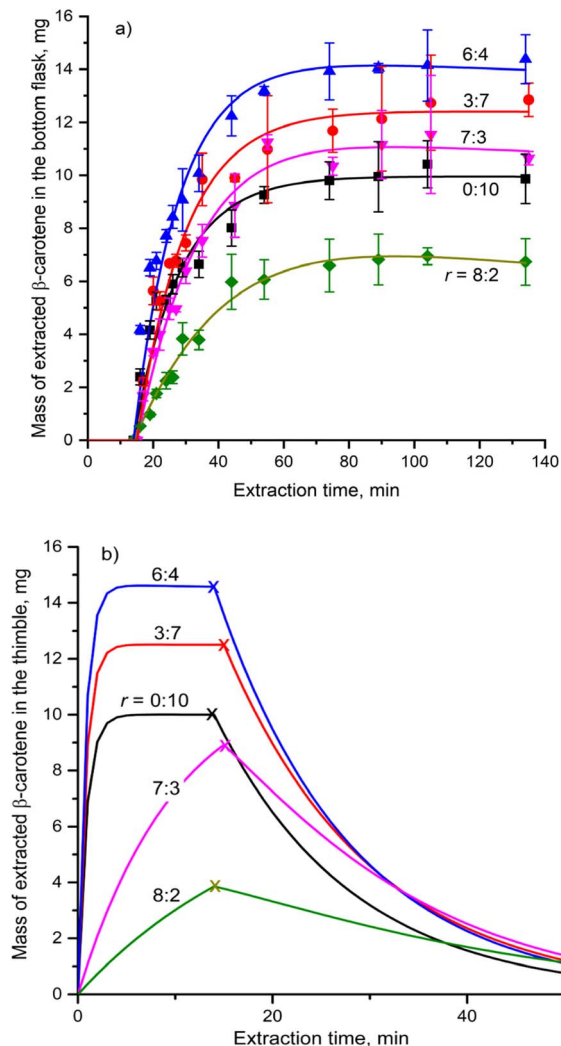 a)
Mass of extracted β-carotene in the bottom flask, mg
16
14
12
10
8
6
4
2
0
6:4
3:7
7:3
0:10
r = 8:2
0 20 40 60 80 100 120 140
Extraction time, min
b)
Mass of extracted β-carotene in the thimble, mg
16
14
12
10
8
6
4
2
0
6:4
3:7
r = 0:10
7:3
8:2
0 20 40
Extraction time, min